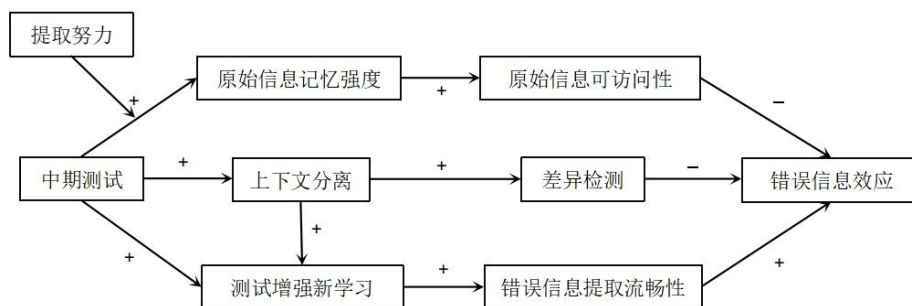 提取努力
原始信息记忆强度
原始信息可访问性
+
+
−
中期测试
+
上下文分离
+
差异检测
−
错误信息效应
+
+
测试增强新学习
+
错误信息提取流畅性
+